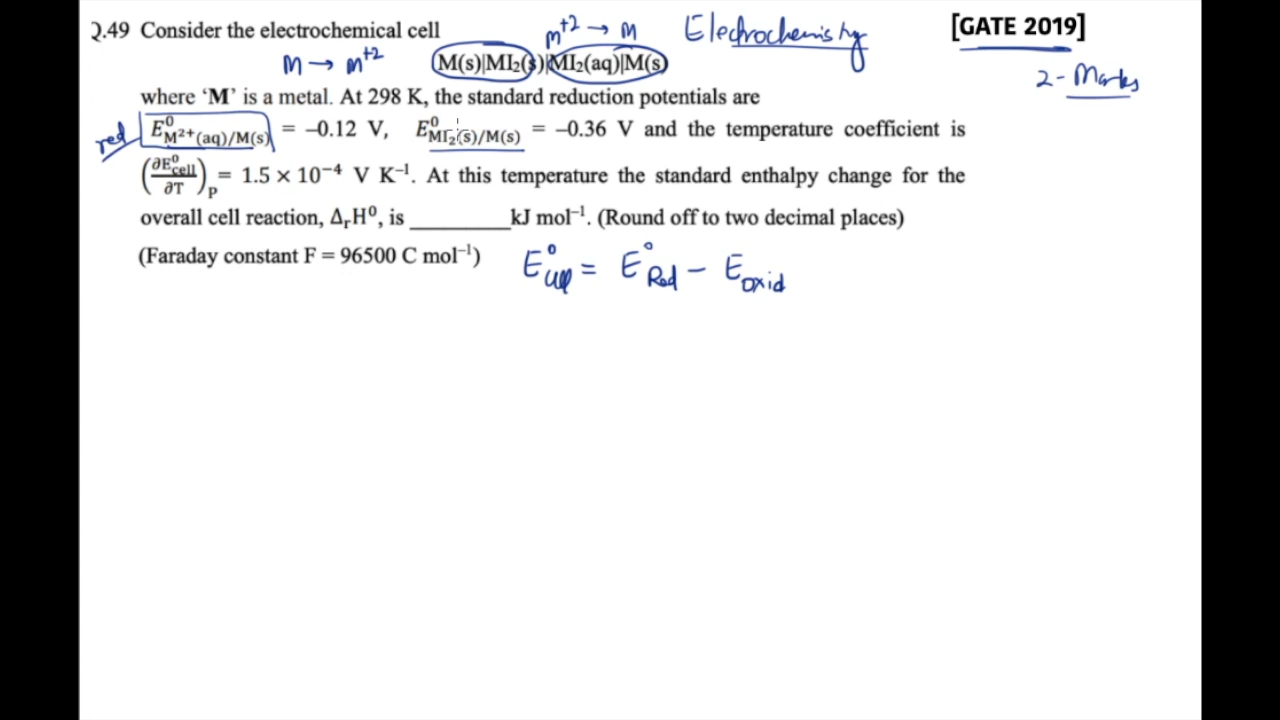 Q.49 Consider the electrochemical cell
m⁺² → M
Electrochemistry
[GATE 2019]
M → m⁺²
M(s)|MI₂(s)|MI₂(aq)|M(s)
2-Marks
where ‘M’ is a metal. At 298 K, the standard reduction potentials are
red E⁰M²⁺(aq)/M(s) = –0.12 V, E⁰MI₂(s)/M(s) = –0.36 V and the temperature coefficient is
(∂E⁰cell/∂T)P = 1.5 × 10⁻⁴ V K⁻¹. At this temperature the standard enthalpy change for the
overall cell reaction, ΔᵣH⁰, is ________kJ mol⁻¹. (Round off to two decimal places)
(Faraday constant F = 96500 C mol⁻¹)
E⁰cell = E⁰Red – Eoxid